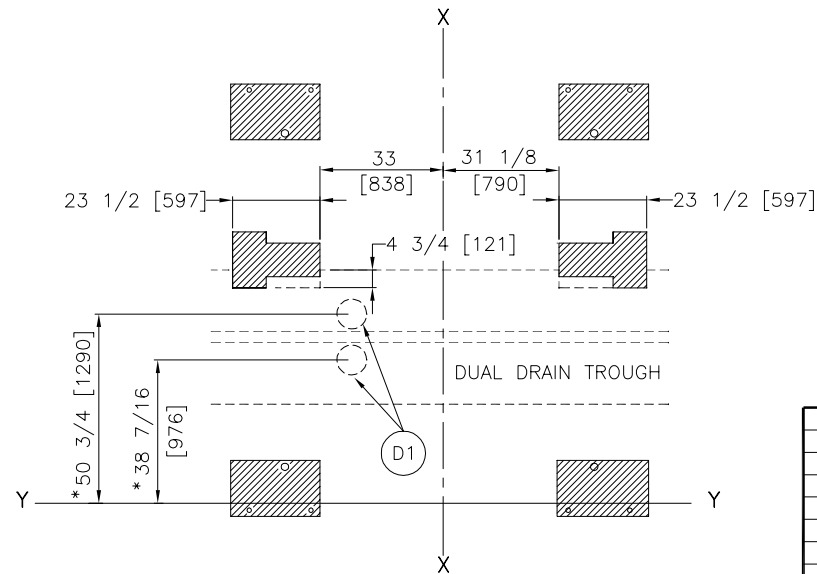 X
33
[838]
31 1/8
[790]
23 1/2 [597]
23 1/2 [597]
4 3/4 [121]
*50 3/4 [1290]
*38 7/16
[976]
DUAL DRAIN TROUGH
D1
Y
Y
X